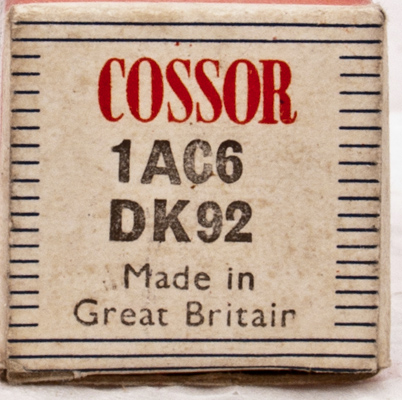 COSSOR
1AC6
DK92
Made in
Great Britain